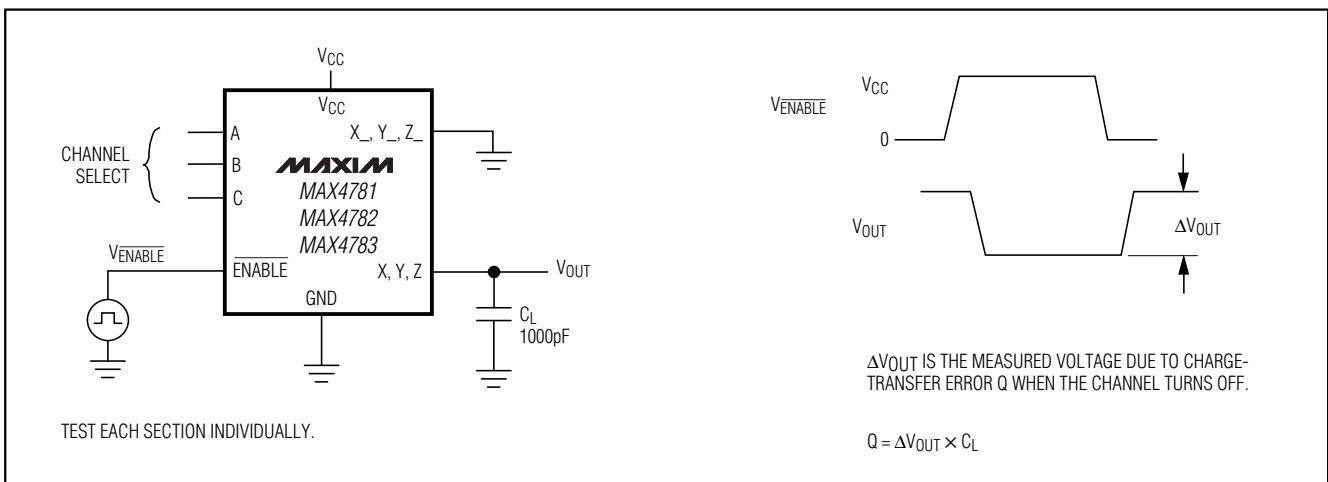 VCC
VCC
A
X_, Y_, Z_
CHANNEL
SELECT
B
MAXIM
C
MAX4781
MAX4782
MAX4783
VENABLE
ENABLE
X, Y, Z
VOUT
GND
CL
1000pF
TEST EACH SECTION INDIVIDUALLY.
VCC
VENABLE
0
VOUT
ΔVOUT
ΔVOUT IS THE MEASURED VOLTAGE DUE TO CHARGE-
TRANSFER ERROR Q WHEN THE CHANNEL TURNS OFF.
Q = ΔVOUT × CL